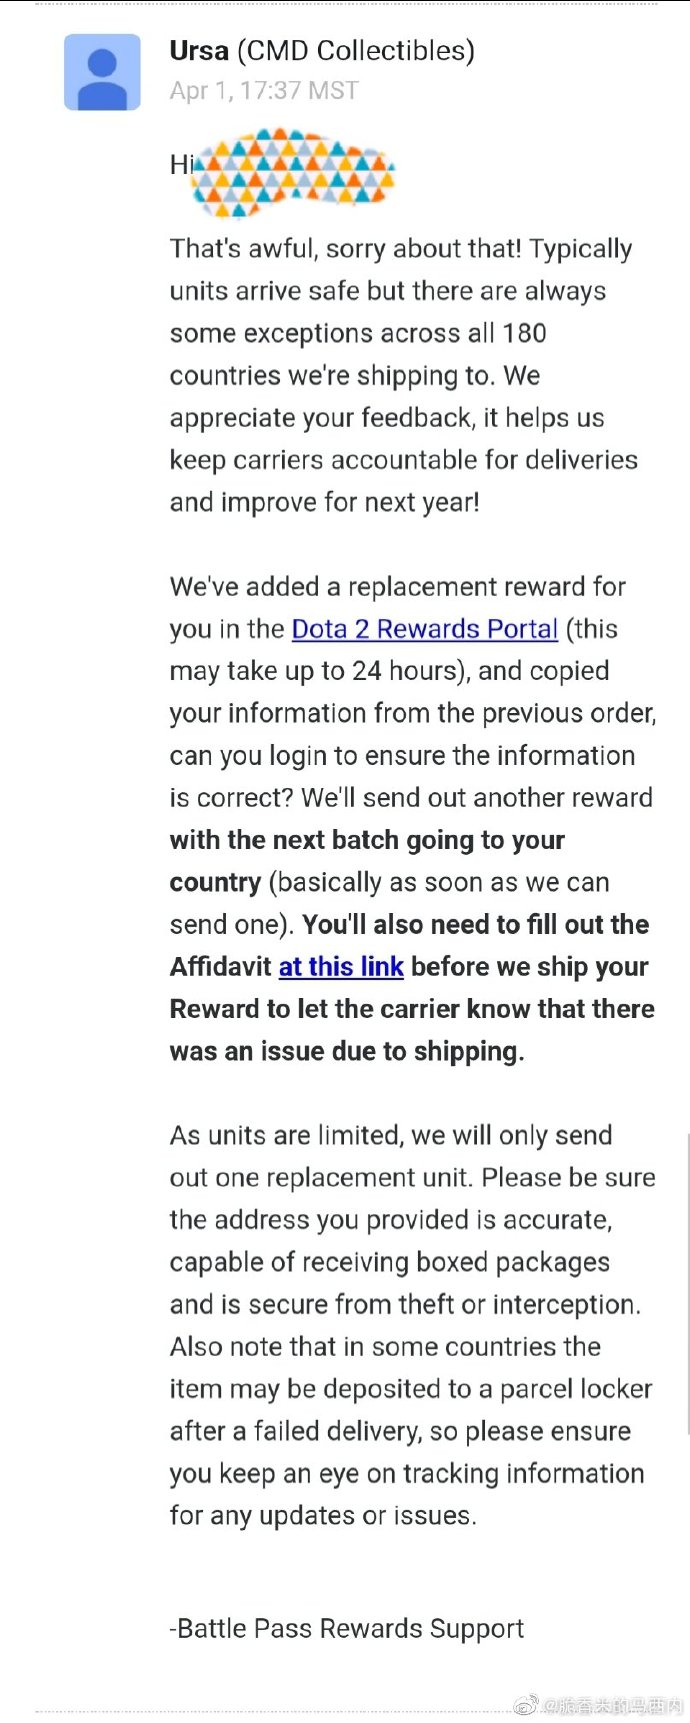 Ursa (CMD Collectibles)
Apr 1, 17:37 MST
Hi
That's awful, sorry about that! Typically
units arrive safe but there are always
some exceptions across all 180
countries we're shipping to. We
appreciate your feedback, it helps us
keep carriers accountable for deliveries
and improve for next year!
We've added a replacement reward for
you in the Dota 2 Rewards Portal (this
may take up to 24 hours), and copied
your information from the previous order,
can you login to ensure the information
is correct? We'll send out another reward
with the next batch going to your
country (basically as soon as we can
send one). You'll also need to fill out the
Affidavit at this link before we ship your
Reward to let the carrier know that there
was an issue due to shipping.
As units are limited, we will only send
out one replacement unit. Please be sure
the address you provided is accurate,
capable of receiving boxed packages
and is secure from theft or interception.
Also note that in some countries the
item may be deposited to a parcel locker
after a failed delivery, so please ensure
you keep an eye on tracking information
for any updates or issues.
-Battle Pass Rewards Support
@脆香米的马西内